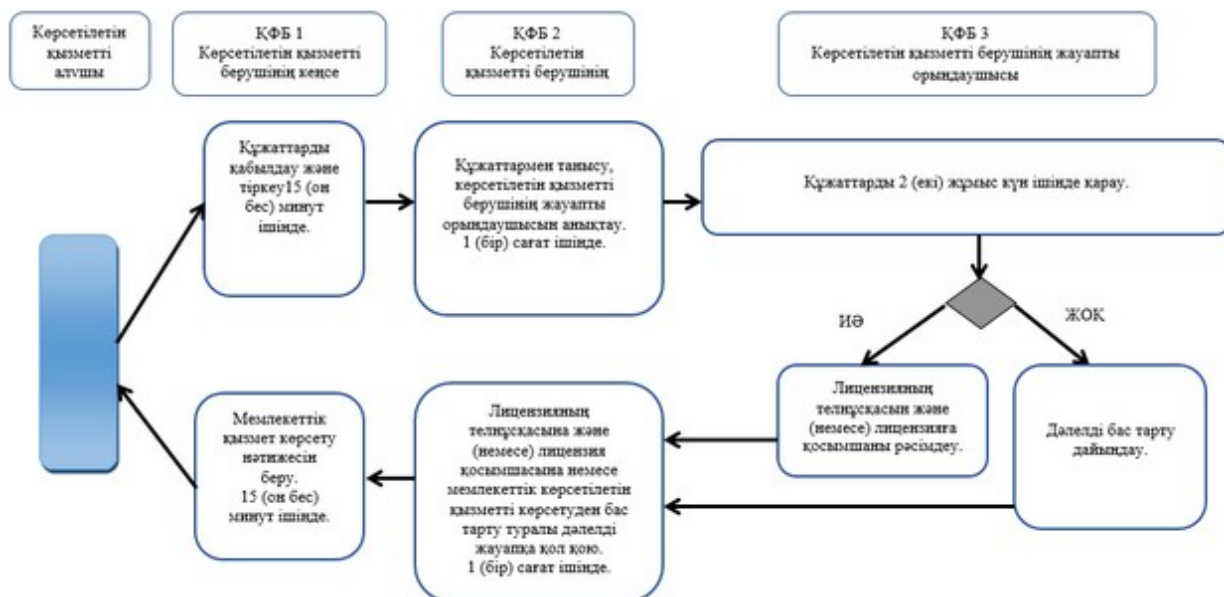 Көрсетілетін
қызметті
алушы
ҚФБ 1
Көрсетілетін қызметті
берушінің кеңсе
ҚФБ 2
Көрсетілетін
қызметті берушінің
ҚФБ 3
Көрсетілетін қызметті берушінің жауапты
орындаушысы
Құжаттарды
қабылдау және
тіркеу15 (он
бес) минут
ішінде.
Құжаттармен танысу,
көрсетілетін қызметті
берушінің жауапты
орындаушысын анықтау.
1 (бір) сағат ішінде.
Құжаттарды 2 (екі) жұмыс күн ішінде қарау.
ИӘ
ЖОҚ
Лицензияның
телнұсқасын және
(немесе) лицензияға
қосымшаны рәсімдеу.
Дәлелді бас тарту
дайындау.
Лицензияның
телнұсқасына және
(немесе) лицензия
қосымшасына немесе
мемлекеттік көрсетілетін
қызметті көрсетуден бас
тарту туралы дәлелді
жауапқа қол қою.
1 (бір) сағат ішінде.
Мемлекеттік
қызмет көрсету
нәтижесін
беру.
15 (он бес)
минут ішінде.